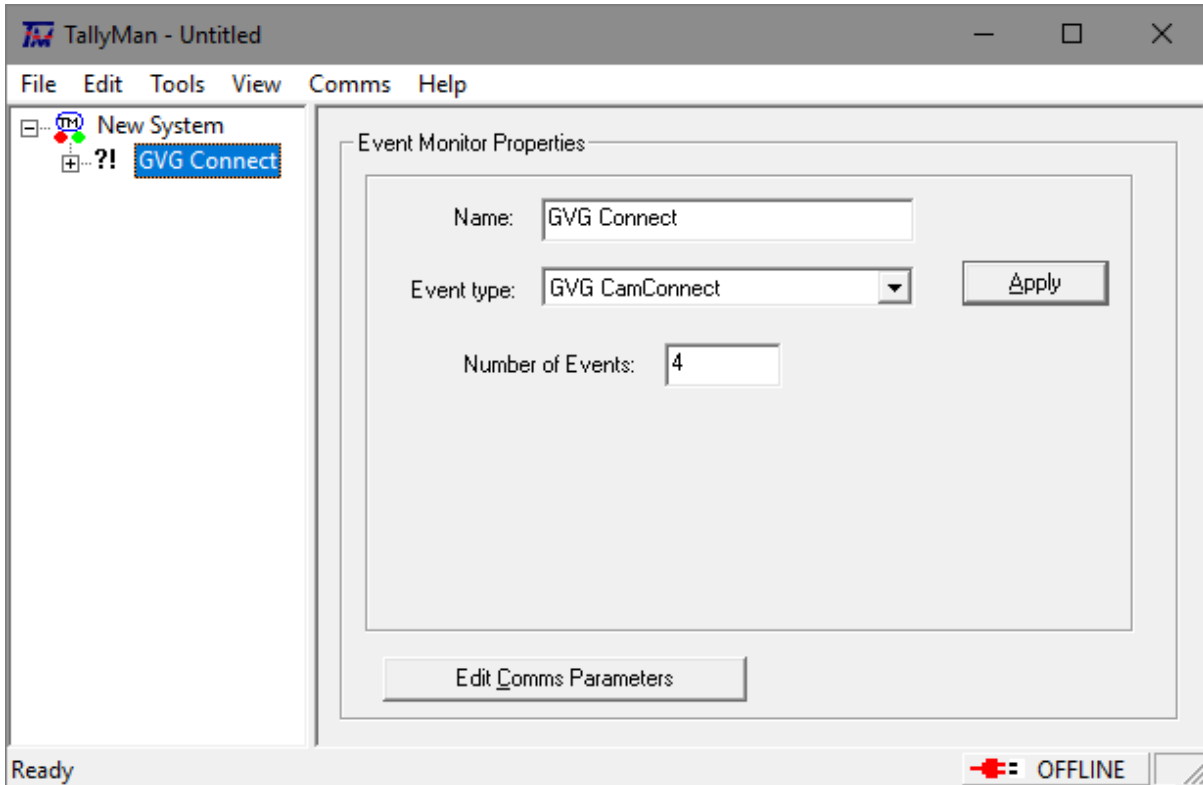 TallyMan - Untitled
File Edit Tools View Comms Help
TM New System
?! GVG Connect
Event Monitor Properties
Name: GVG Connect
Event type: GVG CamConnect
Apply
Number of Events: 4
Edit Comms Parameters
Ready
OFFLINE